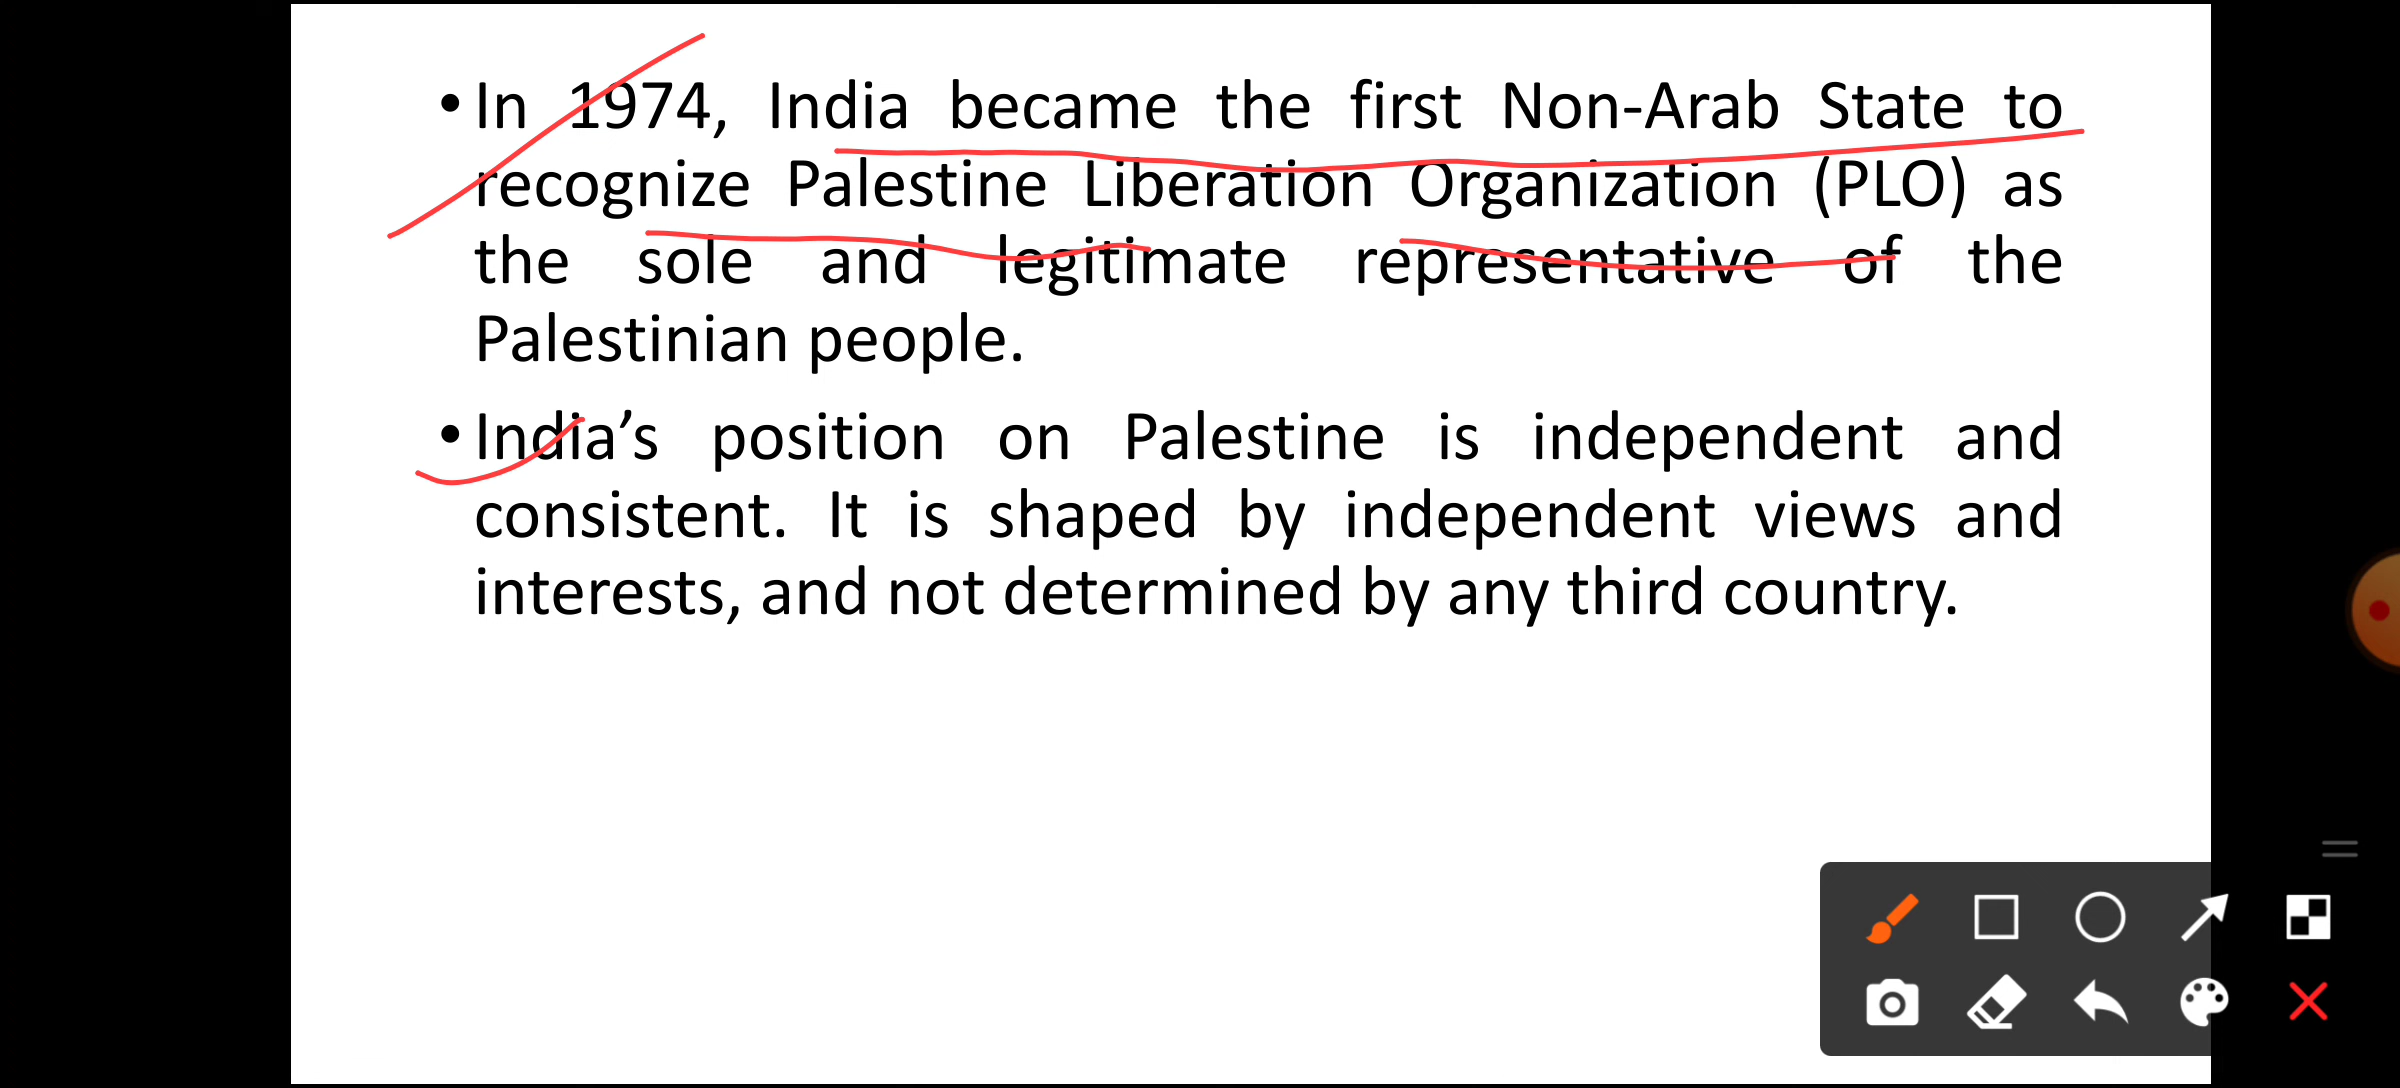 •In 1974, India became the first Non-Arab State to
recognize Palestine Liberation Organization (PLO) as
the sole and legitimate representative of the
Palestinian people.
•India’s position on Palestine is independent and
consistent. It is shaped by independent views and
interests, and not determined by any third country.